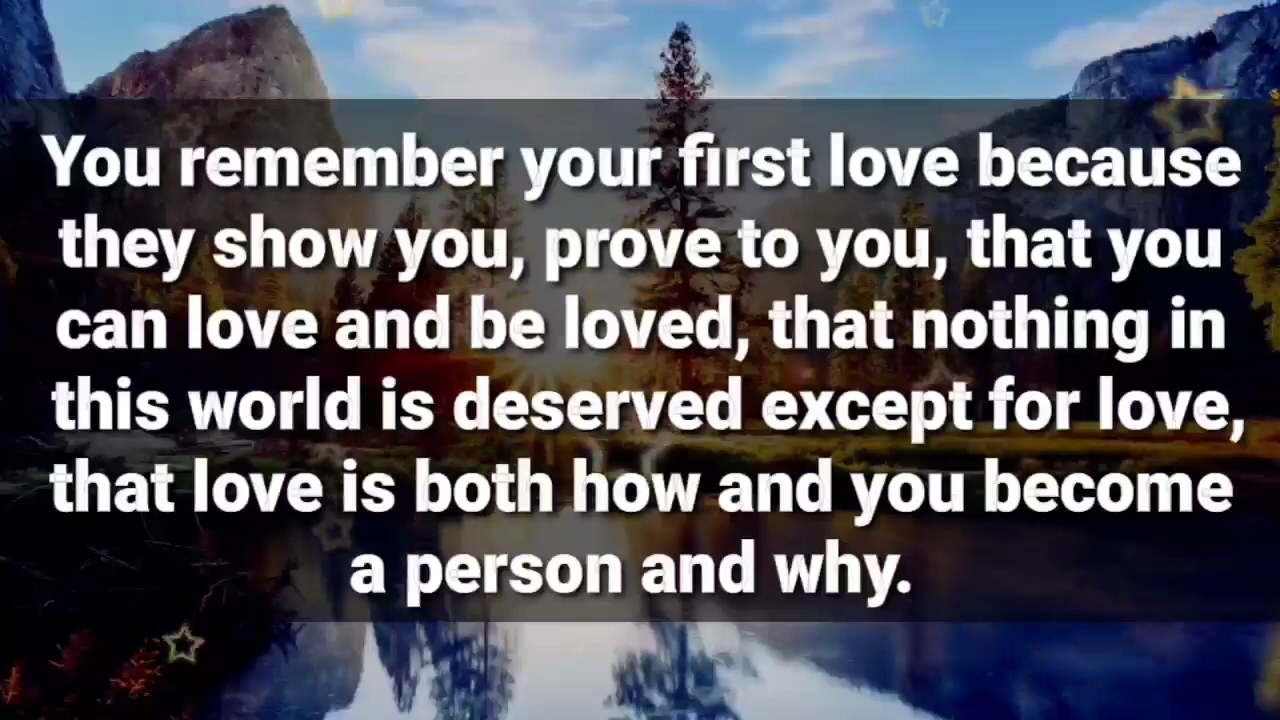 You remember your first love because
they show you, prove to you, that you
can love and be loved, that nothing in
this world is deserved except for love,
that love is both how and you become
a person and why.